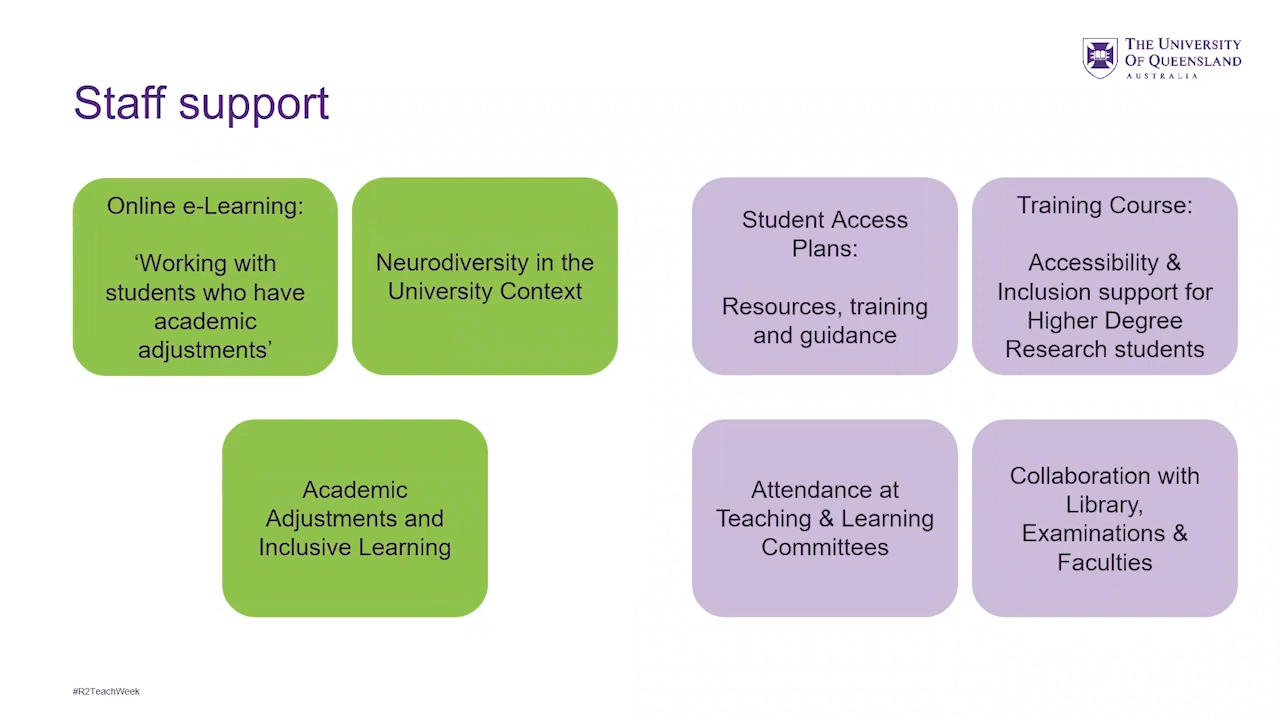 THE UNIVERSITY
OF QUEENSLAND
AUSTRALIA
Staff support
Online e-Learning:
‘Working with
students who have
academic
adjustments’
Neurodiversity in the
University Context
Student Access
Plans:
Resources, training
and guidance
Training Course:
Accessibility &
Inclusion support for
Higher Degree
Research students
Academic
Adjustments and
Inclusive Learning
Attendance at
Teaching & Learning
Committees
Collaboration with
Library,
Examinations &
Faculties
#R2TeachWeek